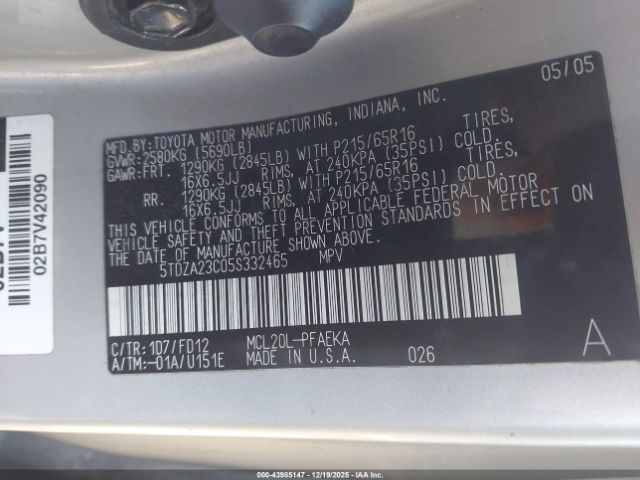 05/05
MFD.BY:TOYOTA MOTOR MANUFACTURING, INDIANA, INC.
GVWR:2580KG (5690LB)
GAWR:FRT. 1290KG (2845LB) WITH P215/65R16 TIRES,
16X6.5JJ RIMS, AT 240KPA (35PSI) COLD.
RR. 1290KG (2845LB) WITH P215/65R16 TIRES,
16X6.5JJ RIMS, AT 240KPA (35PSI) COLD.
THIS VEHICLE CONFORMS TO ALL APPLICABLE FEDERAL MOTOR
VEHICLE SAFETY AND THEFT PREVENTION STANDARDS IN EFFECT ON
THE DATE OF MANUFACTURE SHOWN ABOVE.
5TDZA23C05S332465 MPV
C/TR:1D7/FD12 MCL20L-PFAEKA
A/TM:-01A/U151E MADE IN U.S.A. 026
A
02B7V42090
000-43985147 - 12/19/2025 - IAAI.COM